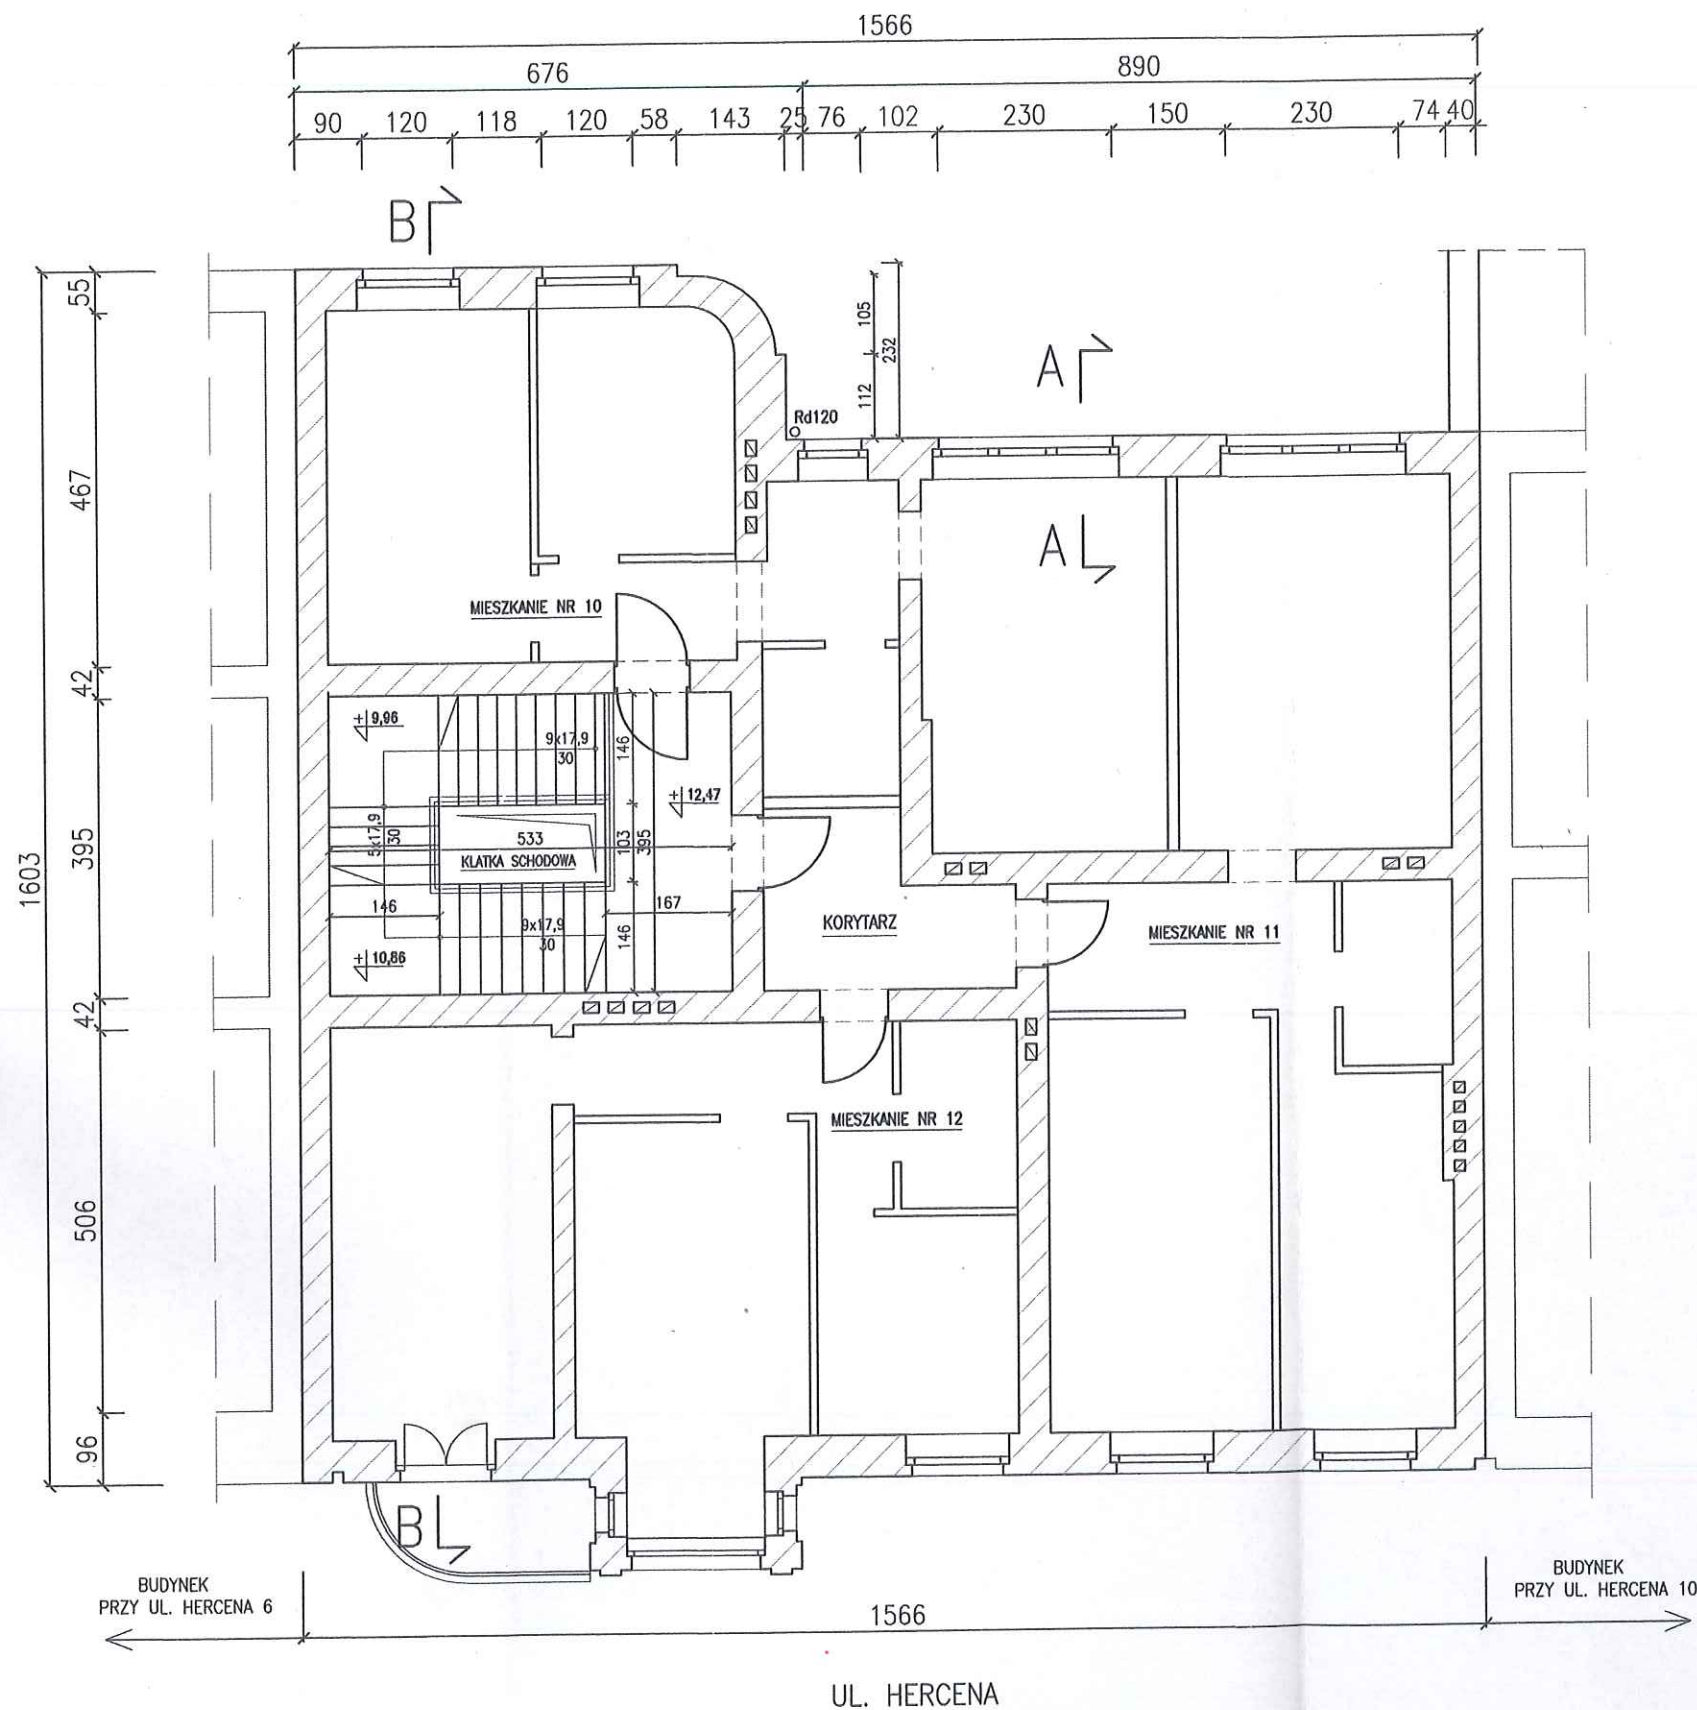 1566
676 890
90 120 118 120 58 143 25 76 102 230 150 230 74 40
B
55
105
232
112
A
Rd120
467
A
MIESZKANIE NR 10
42
+9,96
9x17,9
30
146
+12,47
1603
395
5x17,9
30
533
KLATKA SCHODOWA
103
395
146
167
9x17,9
30
146
KORYTARZ
MIESZKANIE NR 11
+10,86
42
MIESZKANIE NR 12
506
96
B
BUDYNEK
PRZY UL. HERCENA 6
BUDYNEK
PRZY UL. HERCENA 10
1566
UL. HERCENA